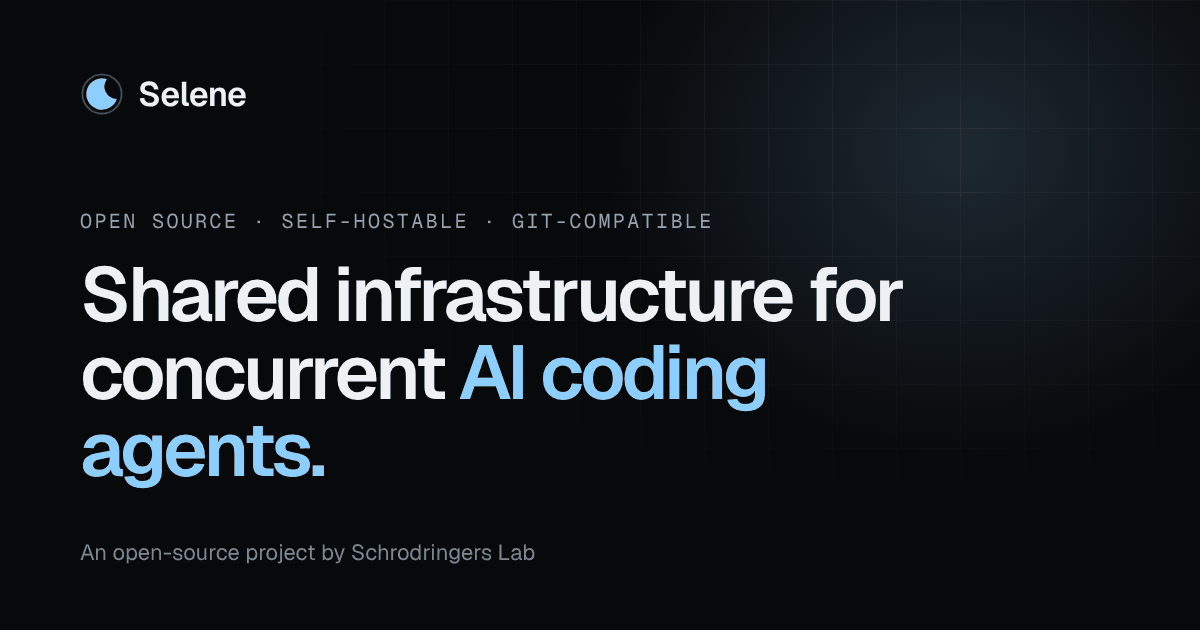 Selene
OPEN SOURCE · SELF-HOSTABLE · GIT-COMPATIBLE
Shared infrastructure for
concurrent AI coding
agents.
An open-source project by Schrodringers Lab